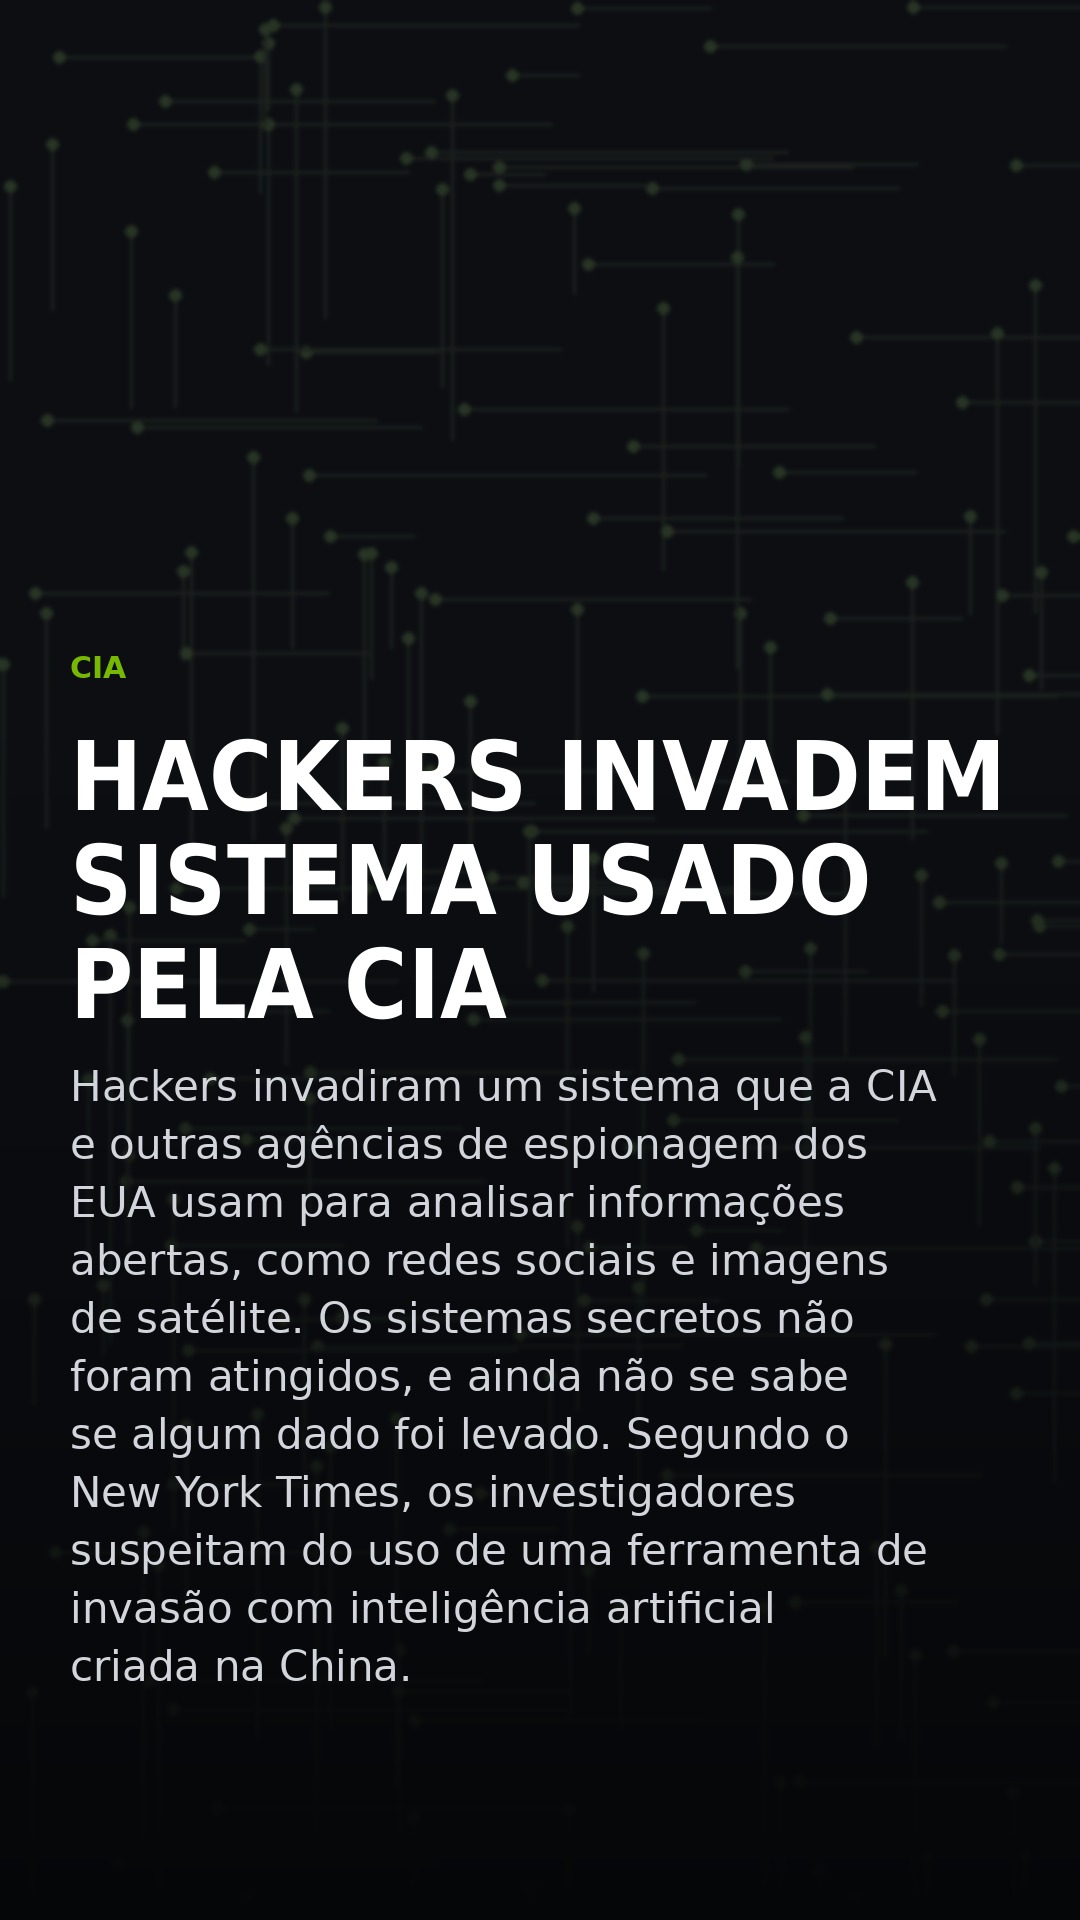 CIA
HACKERS INVADEM
SISTEMA USADO
PELA CIA
Hackers invadiram um sistema que a CIA
e outras agências de espionagem dos
EUA usam para analisar informações
abertas, como redes sociais e imagens
de satélite. Os sistemas secretos não
foram atingidos, e ainda não se sabe
se algum dado foi levado. Segundo o
New York Times, os investigadores
suspeitam do uso de uma ferramenta de
invasão com inteligência artificial
criada na China.